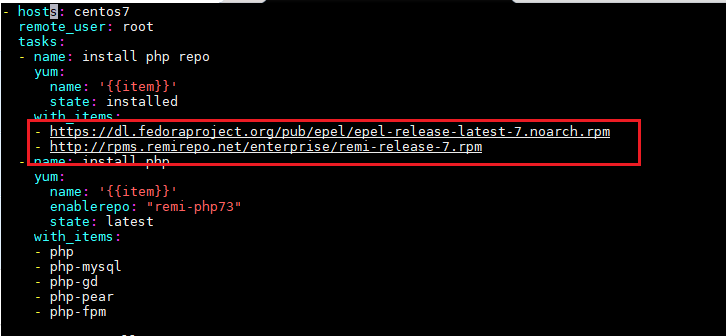 - hosts: centos7
  remote_user: root
  tasks:
  - name: install php repo
    yum:
      name: '{{item}}'
      state: installed
    with_items:
    - https://dl.fedoraproject.org/pub/epel/epel-release-latest-7.noarch.rpm
    - http://rpms.remirepo.net/enterprise/remi-release-7.rpm
  - name: install php
    yum:
      name: '{{item}}'
      enablerepo: "remi-php73"
      state: latest
    with_items:
    - php
    - php-mysql
    - php-gd
    - php-pear
    - php-fpm